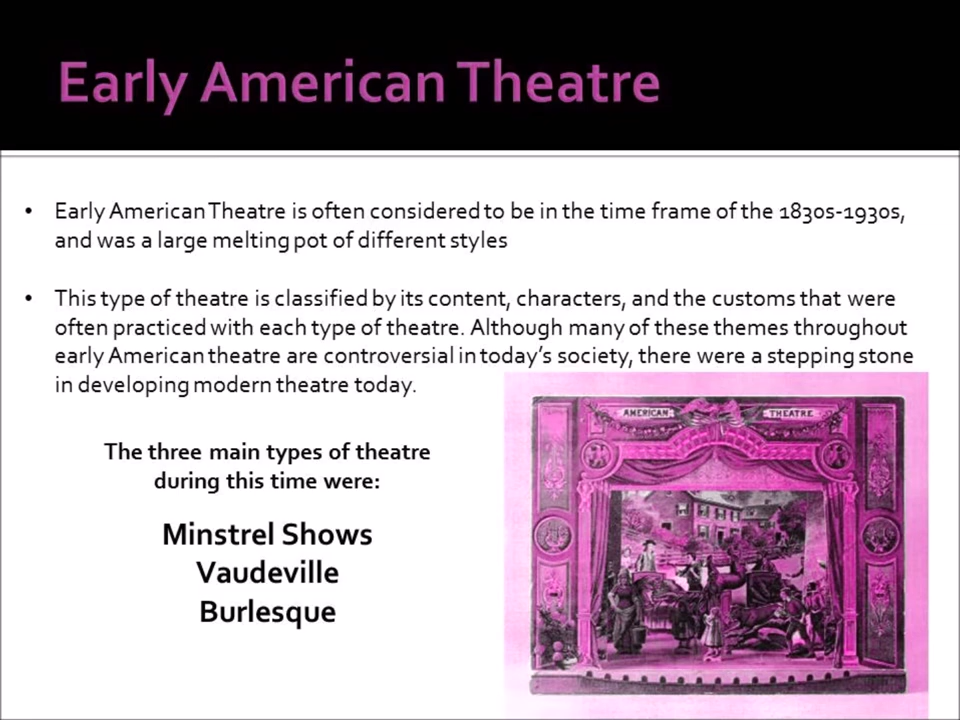 Early American Theatre
• Early American Theatre is often considered to be in the time frame of the 1830s-1930s,
and was a large melting pot of different styles
• This type of theatre is classified by its content, characters, and the customs that were
often practiced with each type of theatre. Although many of these themes throughout
early American theatre are controversial in today's society, there were a stepping stone
in developing modern theatre today.
The three main types of theatre
during this time were:
Minstrel Shows
Vaudeville
Burlesque
AMERICAN THEATRE